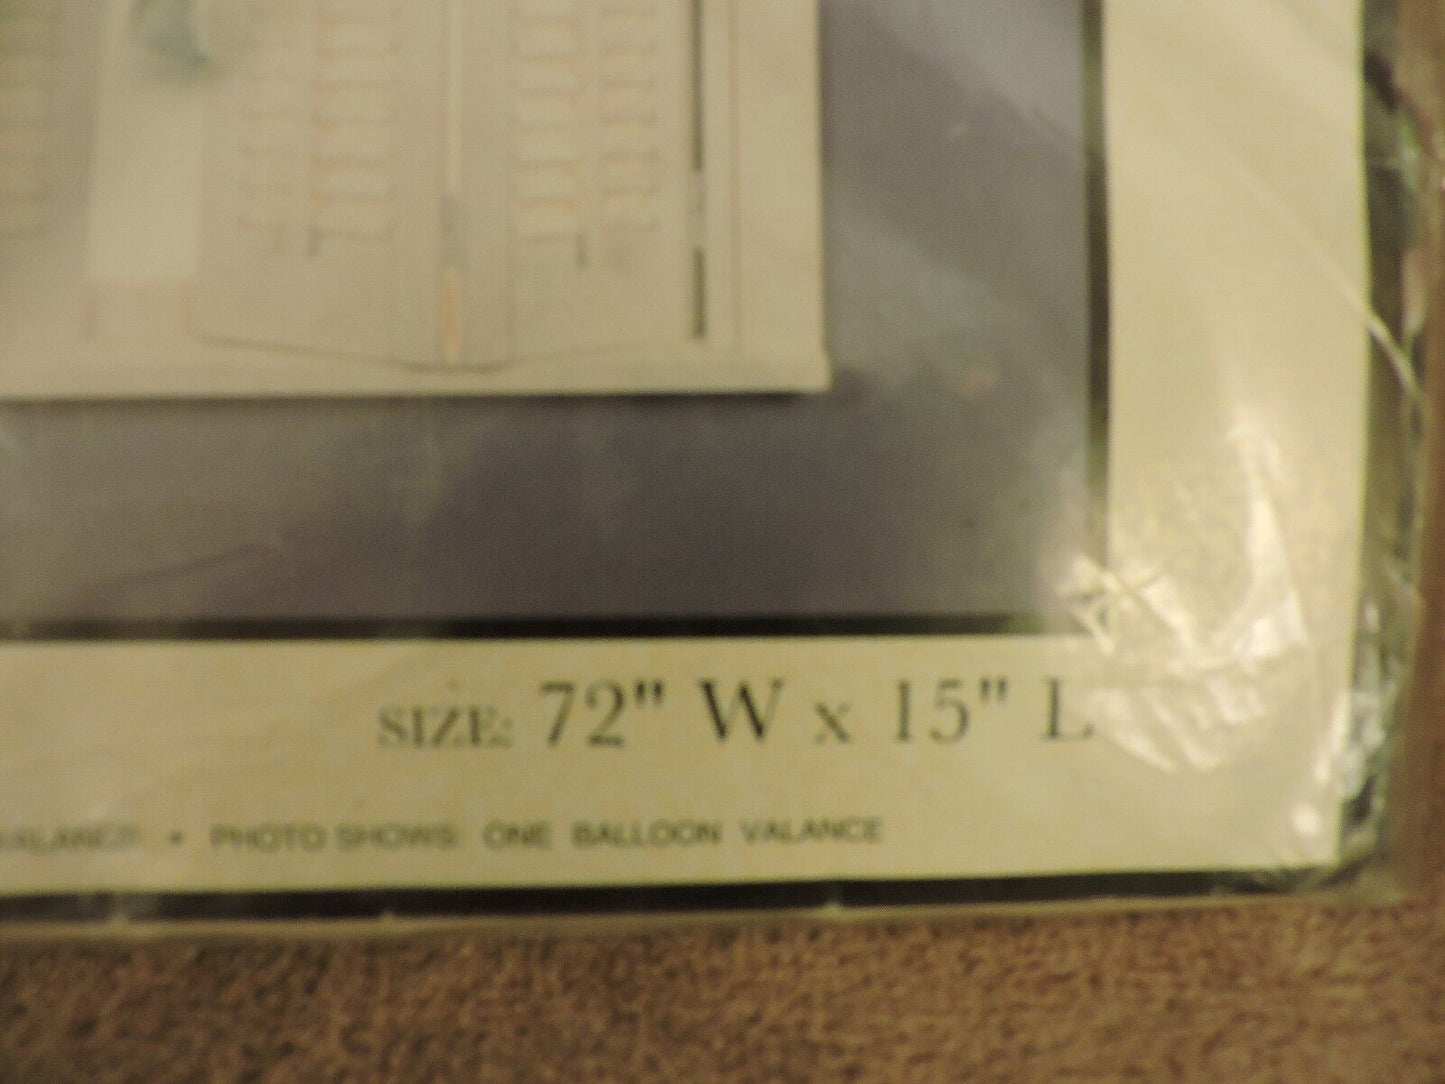 SIZE: 72" W x 15" L
• PHOTO SHOWS: ONE BALLOON VALANCE